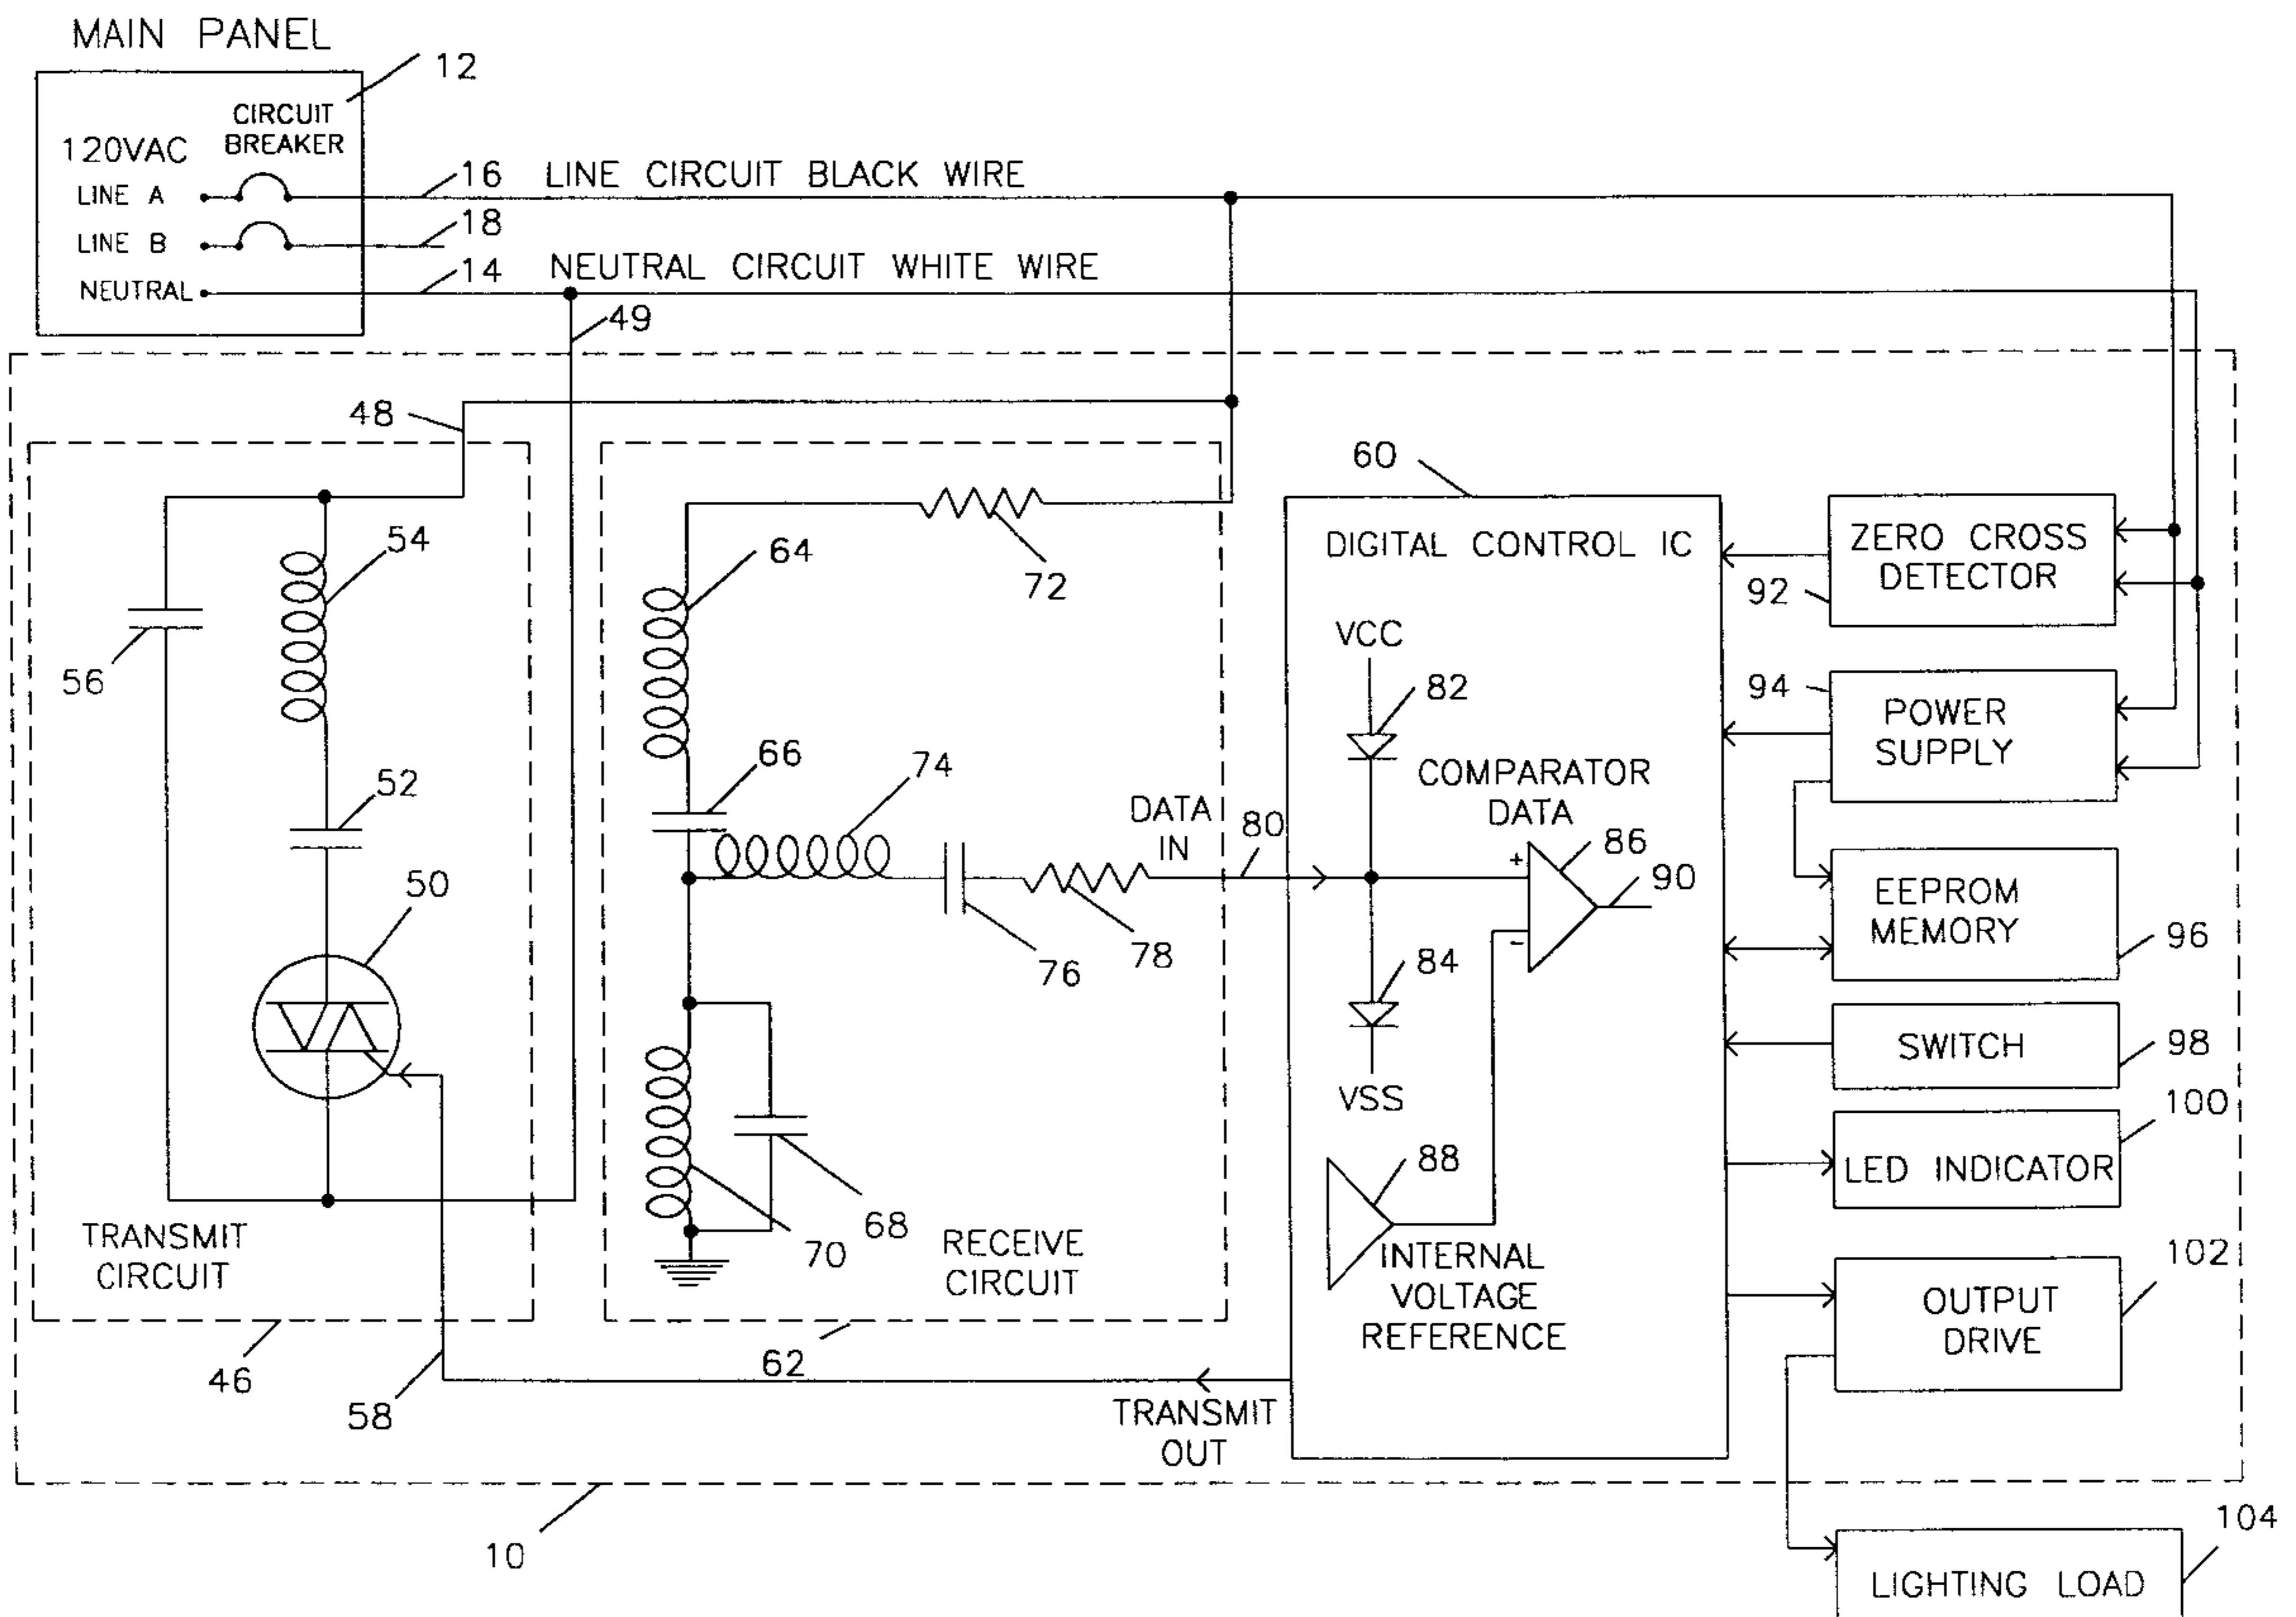 MAIN PANEL
12
CIRCUIT
BREAKER
120VAC
LINE A
16 LINE CIRCUIT BLACK WIRE
LINE B
18
NEUTRAL
14 NEUTRAL CIRCUIT WHITE WIRE
49
48
54
56
52
50
TRANSMIT
CIRCUIT
46
58
64
72
66
74
76
78
68
70
RECEIVE
CIRCUIT
62
DATA
IN
80
60
DIGITAL CONTROL IC
VCC
82
COMPARATOR
DATA
+
-
86
90
84
VSS
88
INTERNAL
VOLTAGE
REFERENCE
TRANSMIT
OUT
ZERO CROSS
DETECTOR
92
94
POWER
SUPPLY
EEPROM
MEMORY
96
SWITCH
98
100
LED INDICATOR
102
OUTPUT
DRIVE
10
104
LIGHTING LOAD